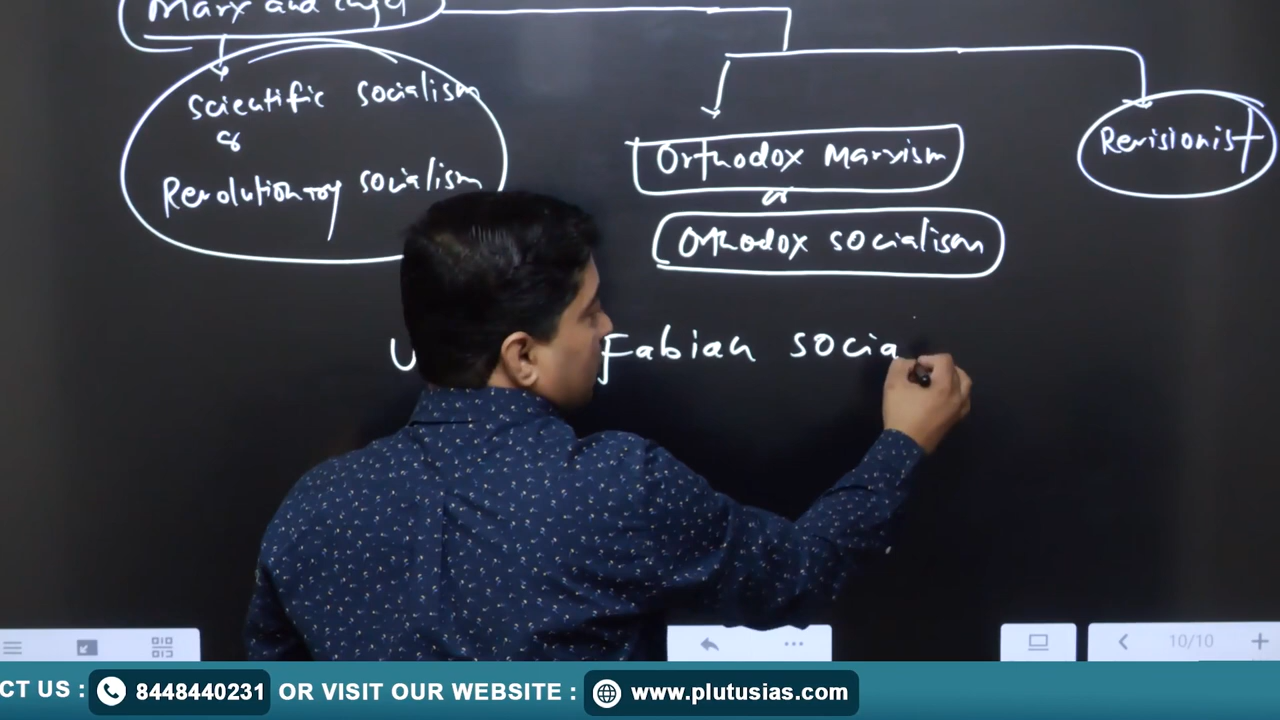 Marx and Engel
Scientific socialism
or
Revolutionary socialism
Orthodox Marxism
or
Orthodox socialism
Revisionist
U
Fabian socia
10/10
CT US : 8448440231 OR VISIT OUR WEBSITE : www.plutusias.com